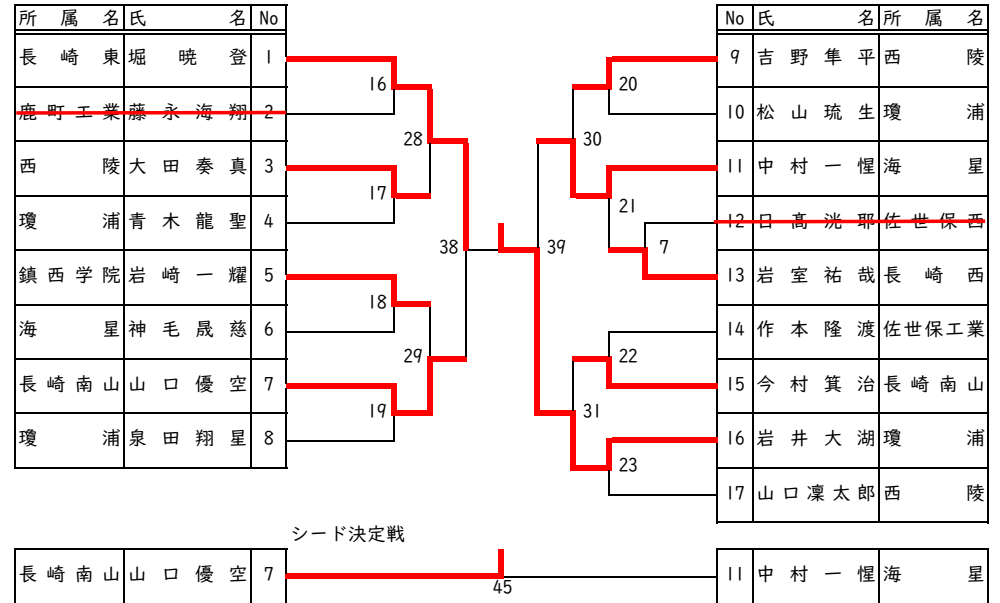 所属名 氏名 No
長崎東 堀暁登 1
鹿町工業 藤永海翔 2
西陵 大田奏真 3
瓊浦 青木龍聖 4
鎮西学院 岩﨑一耀 5
海星 神毛晟慈 6
長崎南山 山口優空 7
瓊浦 泉田翔星 8
16
17
18
19
28
29
38
39
30
31
20
21
7
22
23
No 氏名 所属名
9 吉野隼平 西陵
10 松山琉生 瓊浦
11 中村一惺 海星
12 日髙洸耶 佐世保西
13 岩室祐哉 長崎西
14 作本隆渡 佐世保工業
15 今村箕治 長崎南山
16 岩井大湖 瓊浦
17 山口凜太郎 西陵
シード決定戦
長崎南山 山口優空 7
45
11 中村一惺 海星